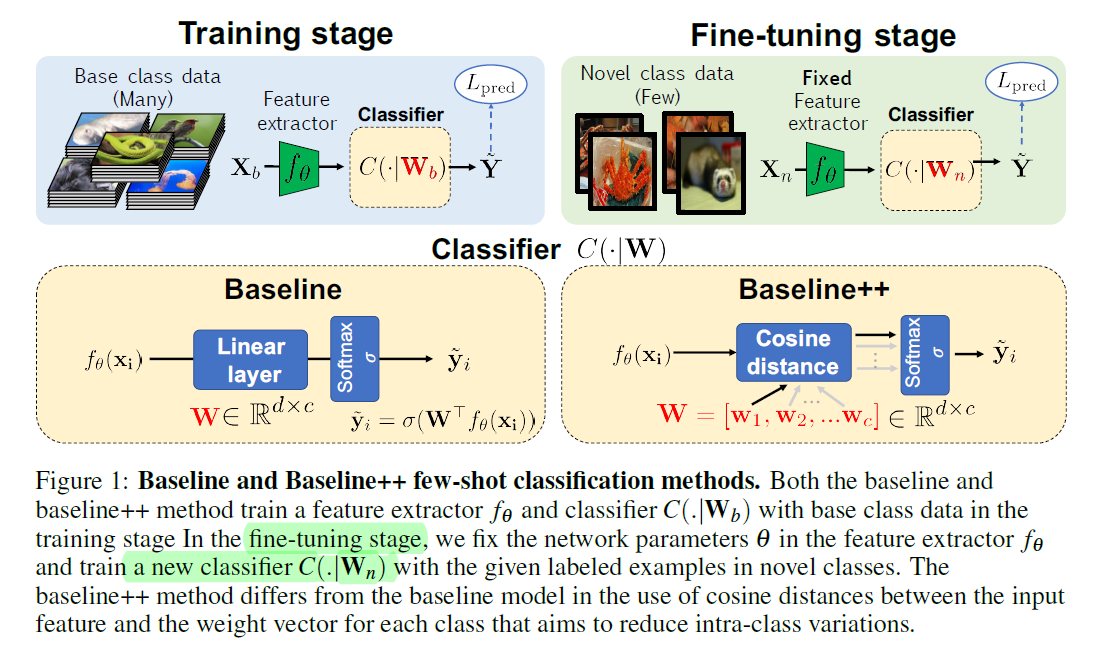 Training stage
Base class data
(Many)
Feature
extractor
Classifier
L_pred
X_b
f_θ
C(·|W_b)
Ỹ
Fine-tuning stage
Novel class data
(Few)
Fixed
Feature
extractor
Classifier
L_pred
X_n
f_θ
C(·|W_n)
Ỹ
Classifier C(·|W)
Baseline
f_θ(x_i)
Linear
layer
Softmax
σ
ỹ_i
W ∈ ℝ^{d×c}
ỹ_i = σ(W^⊤ f_θ(x_i))
Baseline++
f_θ(x_i)
Cosine
distance
...
⋮
Softmax
σ
ỹ_i
W = [w_1, w_2, ...w_c] ∈ ℝ^{d×c}
Figure 1: Baseline and Baseline++ few-shot classification methods. Both the baseline and
baseline++ method train a feature extractor f_θ and classifier C(.|W_b) with base class data in the
training stage In the fine-tuning stage, we fix the network parameters θ in the feature extractor f_θ
and train a new classifier C(.|W_n) with the given labeled examples in novel classes. The
baseline++ method differs from the baseline model in the use of cosine distances between the input
feature and the weight vector for each class that aims to reduce intra-class variations.